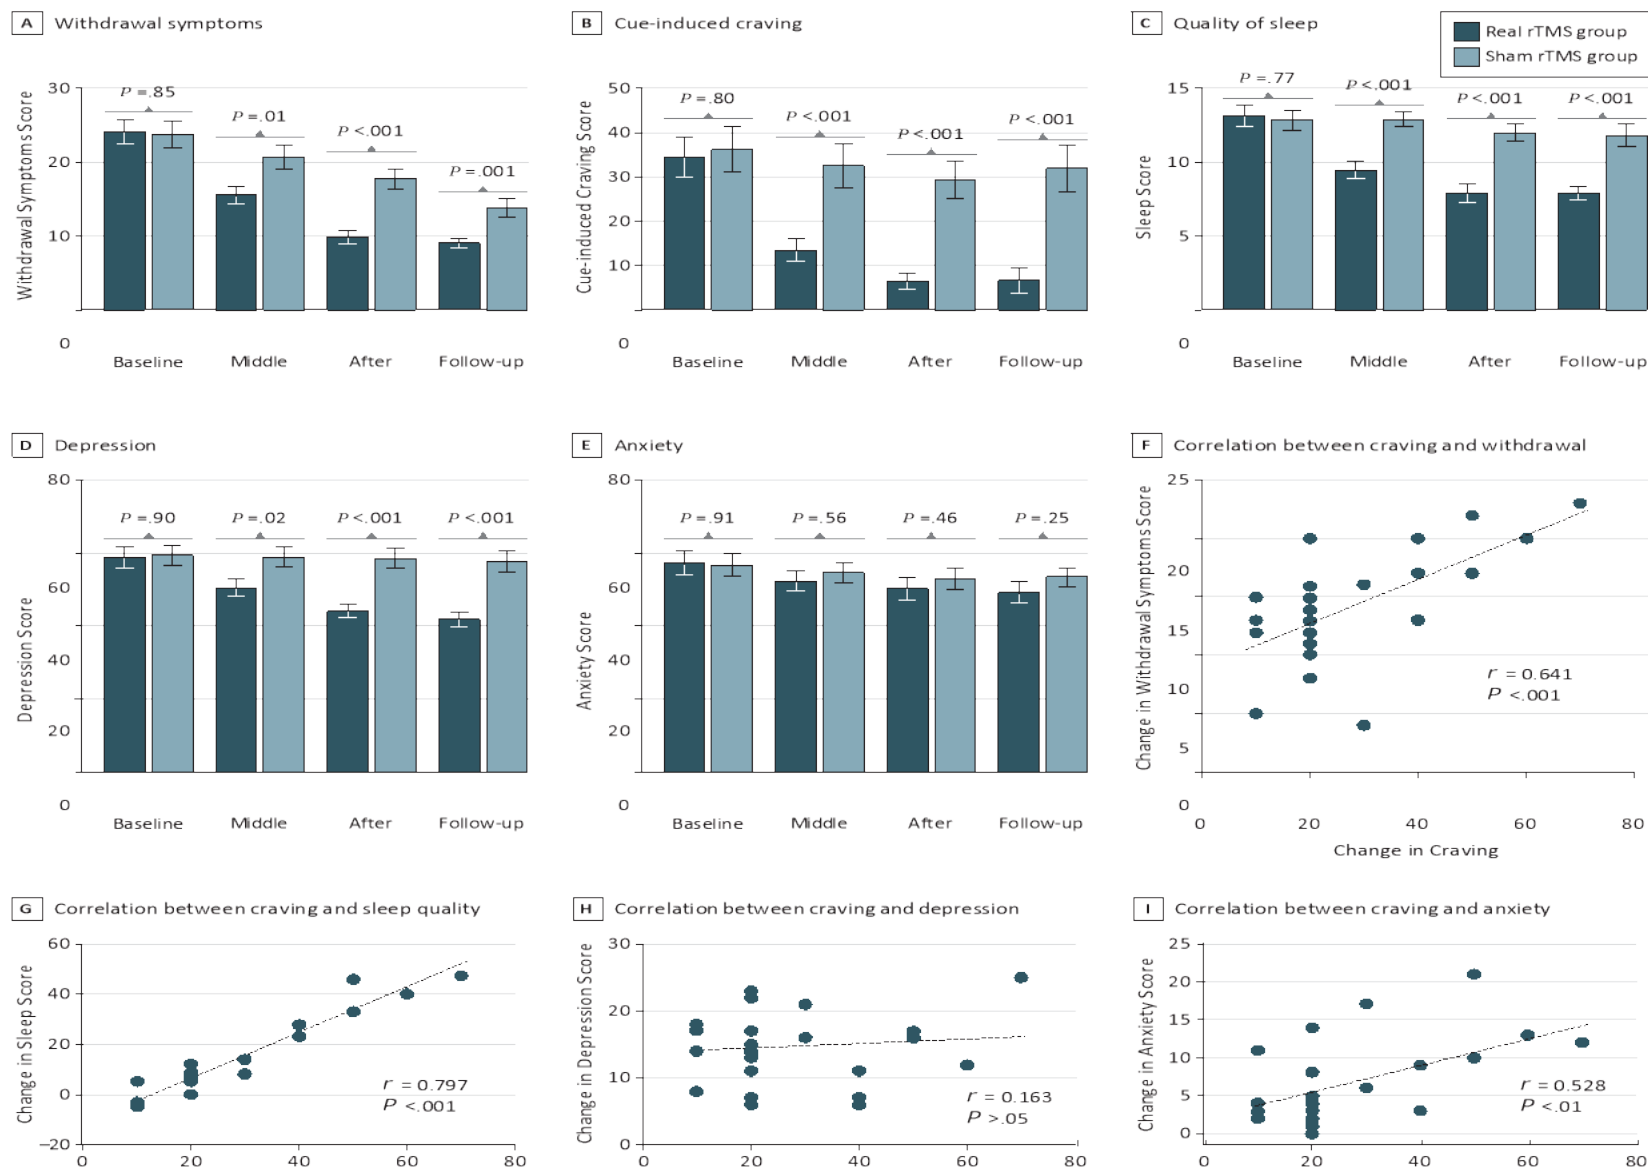 A Withdrawal symptoms
Withdrawal Symptoms Score
30
20
10
0
P =.85
P =.01
P <.001
P =.001
Baseline Middle After Follow-up
B Cue-induced craving
Cue-induced Craving Score
50
40
30
20
10
0
P =.80
P <.001
P <.001
P <.001
Baseline Middle After Follow-up
C Quality of sleep
Real rTMS group
Sham rTMS group
Sleep Score
15
10
5
0
P =.77
P <.001
P <.001
P <.001
Baseline Middle After Follow-up
D Depression
Depression Score
80
60
40
20
0
P =.90 P =.02 P <.001 P <.001
Baseline Middle After Follow-up
E Anxiety
Anxiety Score
80
60
40
20
0
P =.91 P =.56 P =.46 P =.25
Baseline Middle After Follow-up
F Correlation between craving and withdrawal
Change in Withdrawal Symptoms Score
25
20
15
10
5
0
r = 0.641
P <.001
0 20 40 60 80
Change in Craving
G Correlation between craving and sleep quality
Change in Sleep Score
60
40
20
0
−20
r = 0.797
P <.001
0 20 40 60 80
H Correlation between craving and depression
Change in Depression Score
30
20
10
0
r = 0.163
P >.05
0 20 40 60 80
I Correlation between craving and anxiety
Change in Anxiety Score
25
20
15
10
5
0
r = 0.528
P <.01
0 20 40 60 80